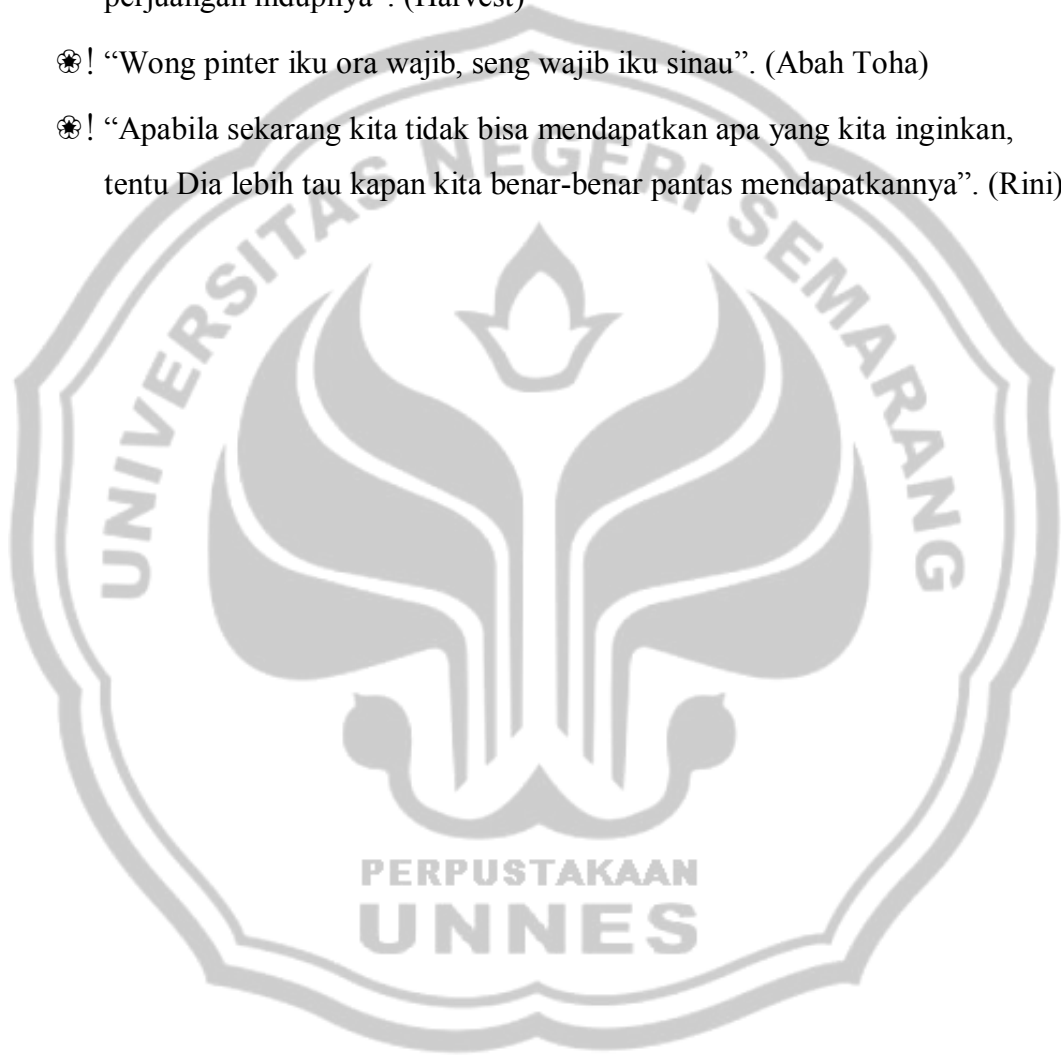 perjuangan hidupnya”. (Harvest)
❀! “Wong pinter iku ora wajib, seng wajib iku sinau”. (Abah Toha)
❀! “Apabila sekarang kita tidak bisa mendapatkan apa yang kita inginkan,
tentu Dia lebih tau kapan kita benar-benar pantas mendapatkannya”. (Rini)
UNIVERSITAS NEGERI SEMARANG
PERPUSTAKAAN
UNNES